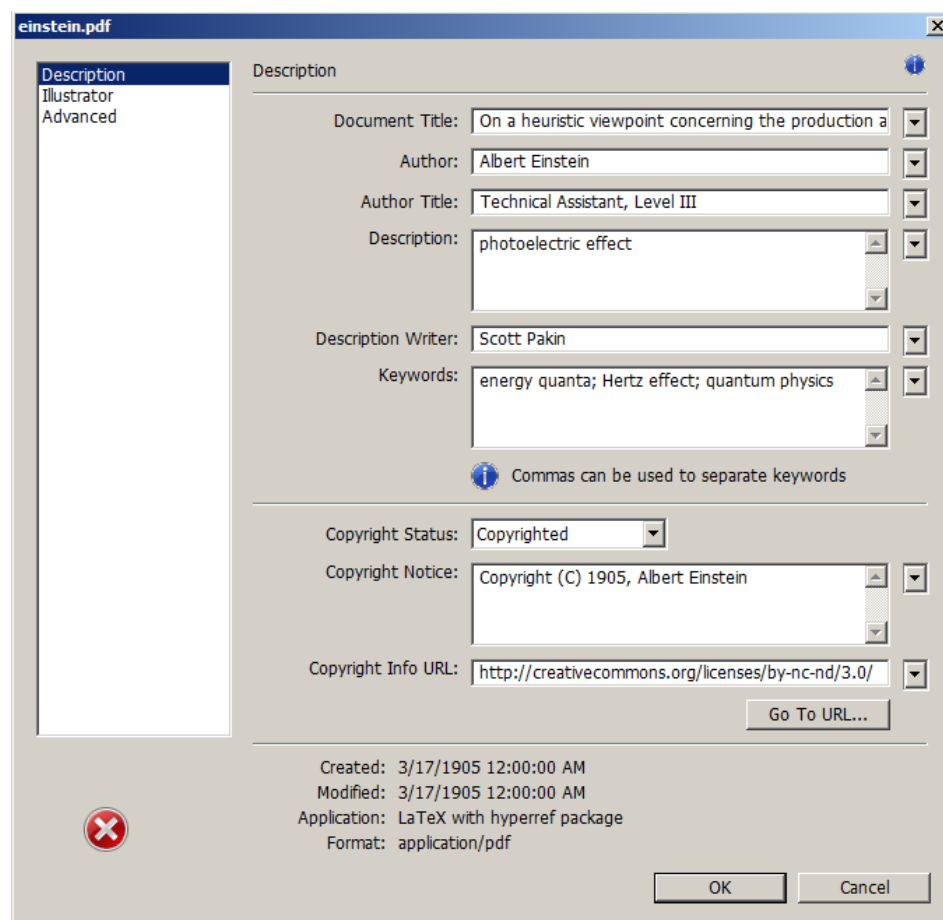 einstein.pdf
Description
Illustrator
Advanced
Description
Document Title: On a heuristic viewpoint concerning the production a
Author: Albert Einstein
Author Title: Technical Assistant, Level III
Description: photoelectric effect
Description Writer: Scott Pakin
Keywords: energy quanta; Hertz effect; quantum physics
Commas can be used to separate keywords
Copyright Status: Copyrighted
Copyright Notice: Copyright (C) 1905, Albert Einstein
Copyright Info URL: http://creativecommons.org/licenses/by-nc-nd/3.0/
Go To URL...
Created: 3/17/1905 12:00:00 AM
Modified: 3/17/1905 12:00:00 AM
Application: LaTeX with hyperref package
Format: application/pdf
OK Cancel